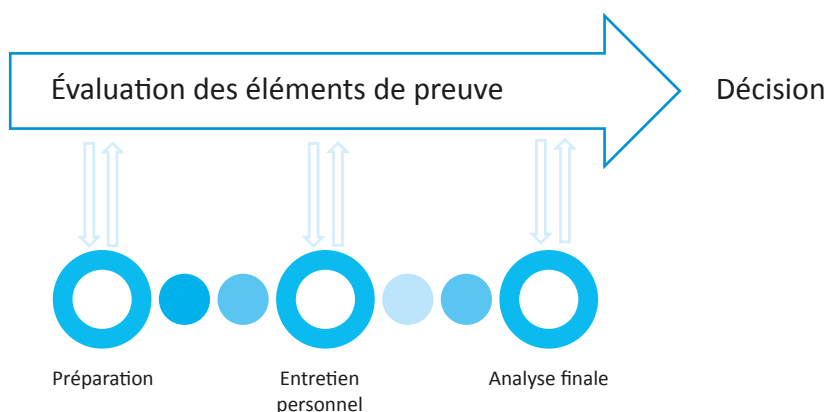 Évaluation des éléments de preuve
Décision
Préparation
Entretien
personnel
Analyse finale